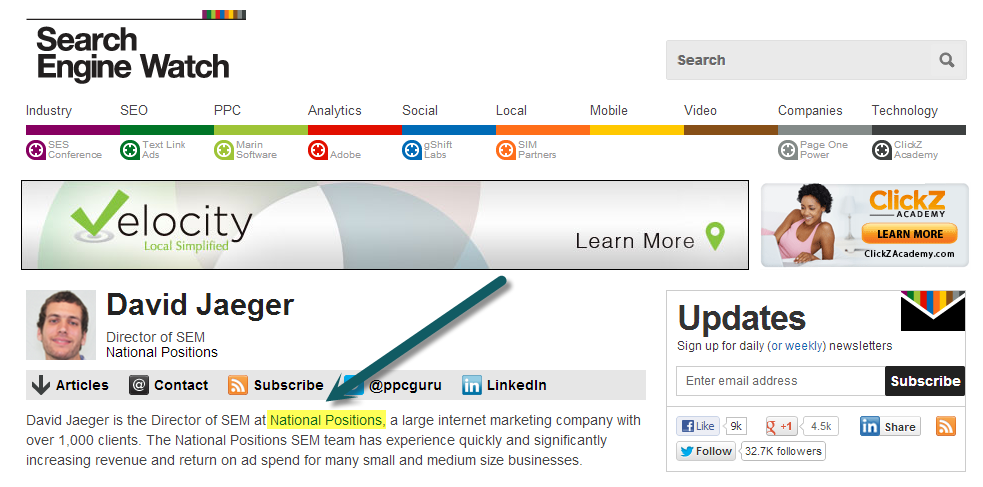 Search
Engine Watch
Search
Industry SEO PPC Analytics Social Local Mobile Video Companies Technology
SES Conference
Text Link Ads
Marin Software
Adobe
gShift Labs
SIM Partners
Page One Power
ClickZ Academy
elocity
Local Simplified
Learn More
ClickZ
ACADEMY
LEARN MORE
ClickZAcademy.com
David Jaeger
Director of SEM
National Positions
Articles @ Contact Subscribe @ppcguru in LinkedIn
David Jaeger is the Director of SEM at National Positions, a large internet marketing company with
over 1,000 clients. The National Positions SEM team has experience quickly and significantly
increasing revenue and return on ad spend for many small and medium size businesses.
Updates
Sign up for daily (or weekly) newsletters
Enter email address Subscribe
f Like 9k g +1 4.5k in Share
Follow 32.7K followers